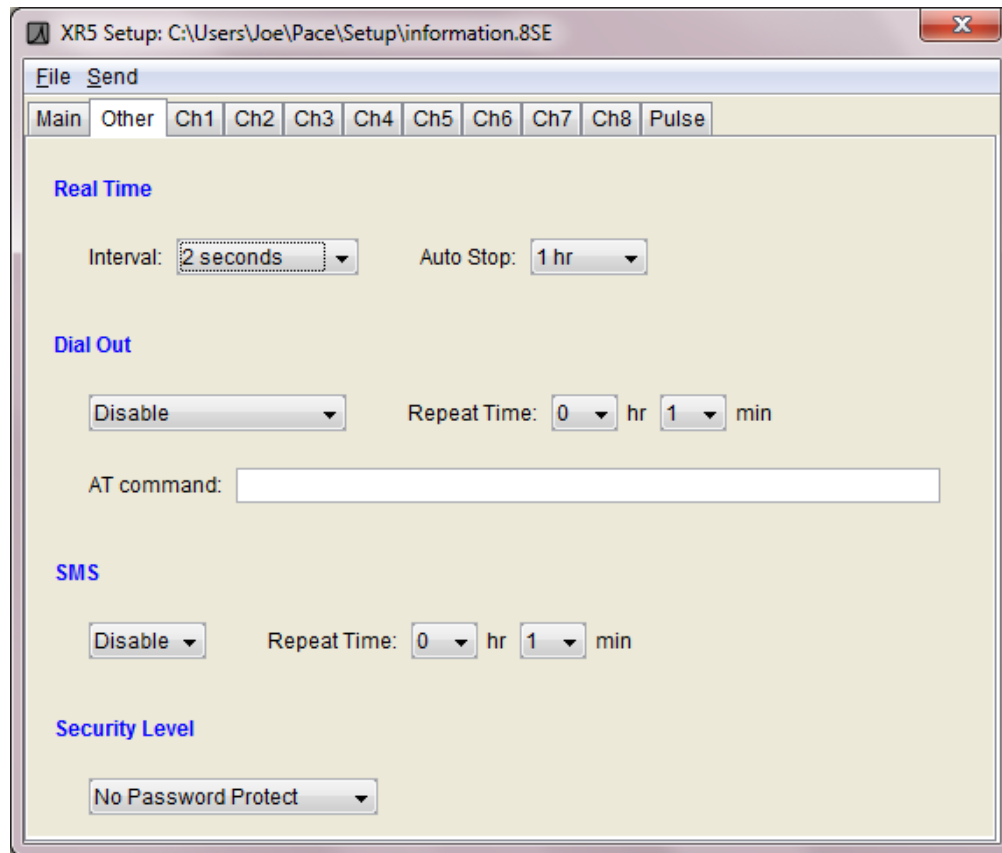 XR5 Setup: C:\Users\Joe\Pace\Setup\information.8SE
File Send
Main Other Ch1 Ch2 Ch3 Ch4 Ch5 Ch6 Ch7 Ch8 Pulse
Real Time
Interval: 2 seconds Auto Stop: 1 hr
Dial Out
Disable Repeat Time: 0 hr 1 min
AT command:
SMS
Disable Repeat Time: 0 hr 1 min
Security Level
No Password Protect